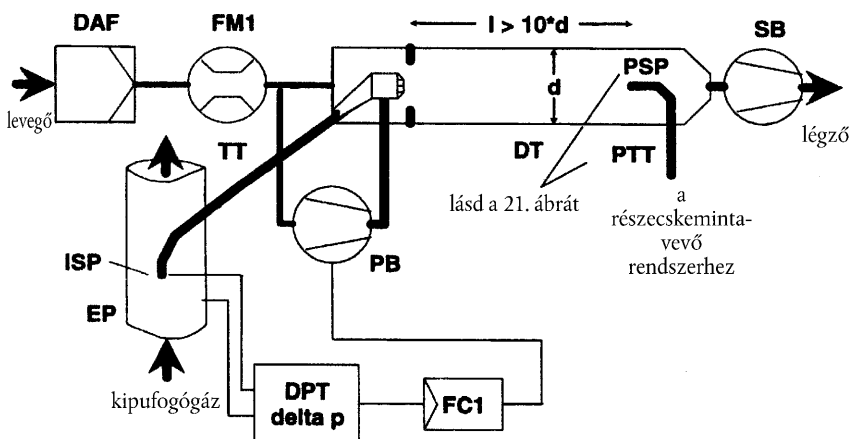 DAF
FM1
l > 10*d
SB
PSP
d
levegő
légző
TT
DT
PTT
lásd a 21. ábrát
a
részecskeminta-
vevő
rendszerhez
ISP
PB
EP
kipufogógáz
DPT
delta p
FC1